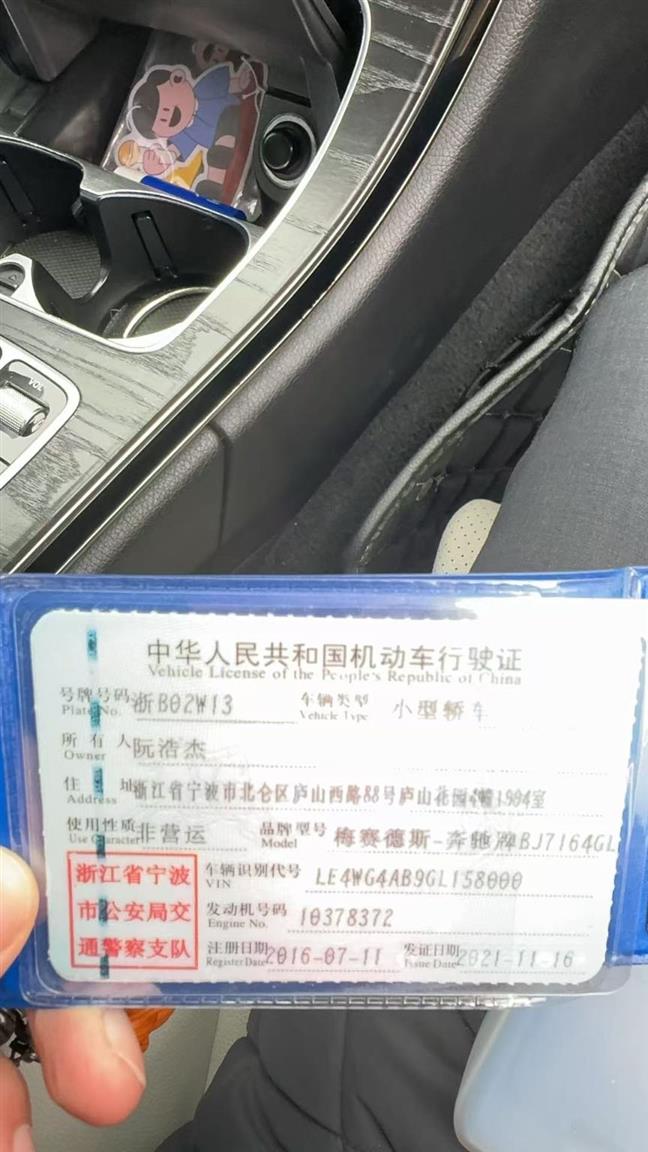 VOL
中华人民共和国机动车行驶证
Vehicle License of the People's Republic of China
号牌号码 浙B02W13 车辆类型 小型轿车
Plate No. Vehicle Type
所有人 阮浩杰
Owner
住址 浙江省宁波市北仑区庐山西路88号庐山花园4幢1904室
Address
使用性质 非营运 品牌型号 梅赛德斯-奔驰牌BJ7164GL
Use Character Model
浙江省宁波
市公安局交
通警察支队
车辆识别代号 LE4WG4AB9GL158000
VIN
发动机号码 10378372
Engine No.
注册日期 2016-07-11 发证日期 2021-11-16
Register Date Issue Date